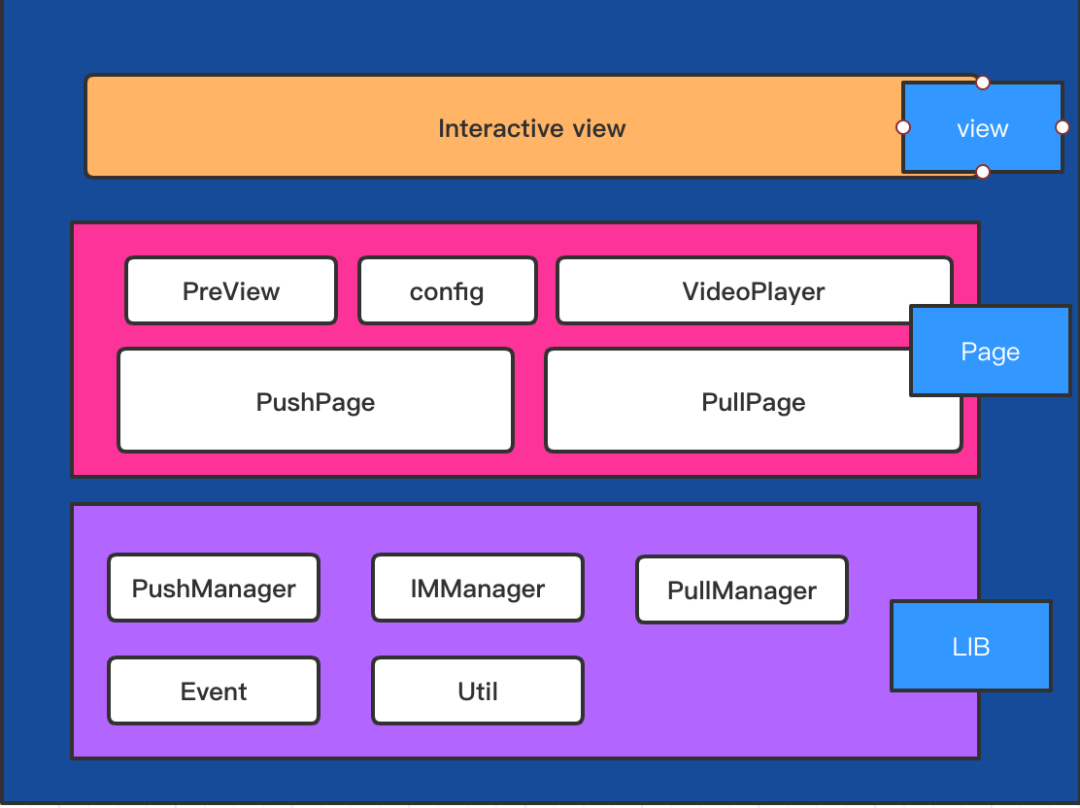 Interactive view
view
PreView
config
VideoPlayer
Page
PushPage
PullPage
PushManager
IMManager
PullManager
LIB
Event
Util